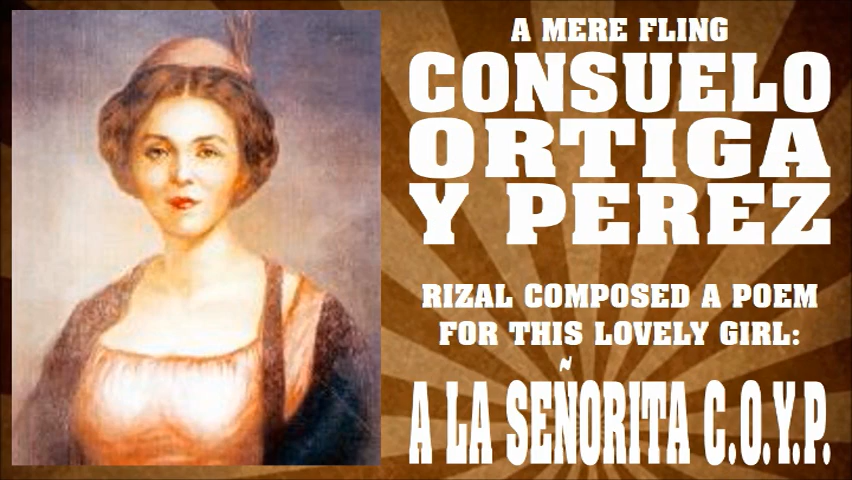 A MERE FLING
CONSUELO
ORTIGA
Y PEREZ
RIZAL COMPOSED A POEM
FOR THIS LOVELY GIRL:
A LA SEÑORITA C.O.Y.P.